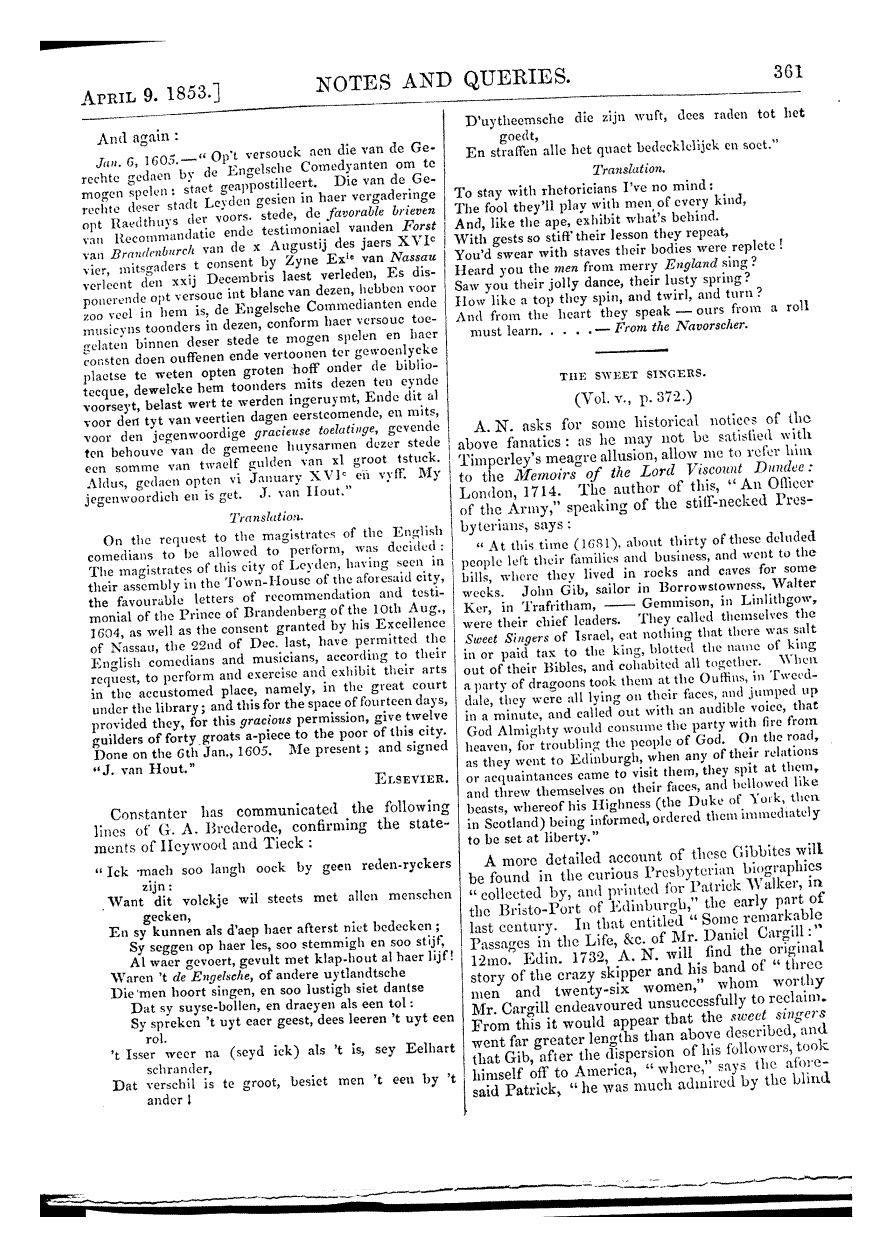 APRIL 9. 1853.]
NOTES AND QUERIES.
361
And again :
Jan. 6, 1605.—“ Op't versouck aen die van de Ge-
rechte gedaen by de Engelsche Comedyanten om te
mogen spelen : staet geappostilleert. Die van de Ge-
rechte deser stadt Leyden gesien in haer vergaderinge
opt Raedthuys der voors. stede, de favorable brieven
van Recommandatie ende testimoniael vanden Forst
van Brandenburch van de x Augustij des jaers XVIc
vier, mitsgaders t consent by Zyne Exie van Nassau
verleent den xxij Decembris laest verleden, Es dis-
ponerende opt versouc int blanc van dezen, hebben voor
zoo veel in hem is, de Engelsche Commedianten ende
musicyns toonders in dezen, conform haer versouc toe-
gelaten binnen deser stede te mogen spelen en haer
consten doen ouffenen ende vertoonen ter gewoenlycke
plaetse te weten opten groten hoff onder de biblio-
tecque, dewelcke hem toonders mits dezen ten eynde
voorseyt, belast wert te werden ingeruymt, Ende dit al
voor den tyt van veertien dagen eerstcomende, en mits,
voor den jegenwoordige gracieuse toelatinge, gevende
ten behouve van de gemeene huysarmen dezer stede
een somme van twaelf gulden van xl groot tstuck.
Aldus, gedaen opten vi January XVIc en vyff. My
jegenwoordich en is get. J. van Hout.”
Translation.
On the request to the magistrates of the English
comedians to be allowed to perform, was decided :
The magistrates of this city of Leyden, having seen in
their assembly in the Town-House of the aforesaid city,
the favourable letters of recommendation and testi-
monial of the Prince of Brandenberg of the 10th Aug.,
1604, as well as the consent granted by his Excellence
of Nassau, the 22nd of Dec. last, have permitted the
English comedians and musicians, according to their
request, to perform and exercise and exhibit their arts
in the accustomed place, namely, in the great court
under the library ; and this for the space of fourteen days,
provided they, for this gracious permission, give twelve
guilders of forty groats a-piece to the poor of this city.
Done on the 6th Jan., 1605. Me present ; and signed
“J. van Hout.”
ELSEVIER.
Constanter has communicated the following
lines of G. A. Brederode, confirming the state-
ments of Heywood and Tieck :
“ Ick mach soo langh oock by geen reden-ryckers
zijn :
Want dit volckje wil steets met allen menschen
gecken,
En sy kunnen als d'aep haer afterst niet bedecken ;
Sy seggen op haer les, soo stemmigh en soo stijf,
Al waer gevoert, gevult met klap-hout al haer lijf !
Waren 't de Engelsche, of andere uytlandtsche
Die men hoort singen, en soo lustigh siet dantse
Dat sy suyse-bollen, en draeyen als een tol :
Sy spreken 't uyt eaer geest, dees leeren 't uyt een
rol.
't Isser weer na (seyd ick) als 't is, sey Eelhart
schrander,
Dat verschil is te groot, besiet men 't een by 't
ander !
D'uytheemsche die zijn wuft, dees raden tot het
goedt,
En straffen alle het quaet bedecklelijck en soet.”
Translation.
To stay with rhetoricians I've no mind :
The fool they'll play with men of every kind,
And, like the ape, exhibit what's behind.
With gests so stiff their lesson they repeat,
You'd swear with staves their bodies were replete !
Heard you the men from merry England sing ?
Saw you their jolly dance, their lusty spring ?
How like a top they spin, and twirl, and turn ?
And from the heart they speak — ours from a roll
must learn. . . . . . — From the Navorscher.
THE SWEET SINGERS.
(Vol. v., p. 372.)
A. N. asks for some historical notices of the
above fanatics : as he may not be satisfied with
Timperley's meagre allusion, allow me to refer him
to the Memoirs of the Lord Viscount Dundee :
London, 1714. The author of this, “An Officer
of the Army,” speaking of the stiff-necked Pres-
byterians, says :
“ At this time (1681), about thirty of these deluded
people left their families and business, and went to the
hills, where they lived in rocks and caves for some
weeks. John Gib, sailor in Borrowstowness, Walter
Ker, in Trafritham, —— Gemmison, in Linlithgow,
were their chief leaders. They called themselves the
Sweet Singers of Israel, eat nothing that there was salt
in or paid tax to the king, blotted the name of king
out of their Bibles, and cohabited all together. When
a party of dragoons took them at the Ouffins, in Tweed-
dale, they were all lying on their faces, and jumped up
in a minute, and called out with an audible voice, that
God Almighty would consume the party with fire from
heaven, for troubling the people of God. On the road,
as they went to Edinburgh, when any of their relations
or acquaintances came to visit them, they spit at them,
and threw themselves on their faces, and bellowed like
beasts, whereof his Highness (the Duke of York, then
in Scotland) being informed, ordered them immediately
to be set at liberty.”
A more detailed account of these Gibbites will
be found in the curious Presbyterian biographies
“ collected by, and printed for Patrick Walker, in
the Bristo-Port of Edinburgh,” the early part of
last century. In that entitled “ Some remarkable
Passages in the Life, &c. of Mr. Daniel Cargill :”
12mo. Edin. 1732, A. N. will find the original
story of the crazy skipper and his band of “ three
men and twenty-six women,” whom worthy
Mr. Cargill endeavoured unsuccessfully to reclaim.
From this it would appear that the sweet singers
went far greater lengths than above described, and
that Gib, after the dispersion of his followers, took
himself off to America, “ where,” says the afore-
said Patrick, “ he was much admired by the blind